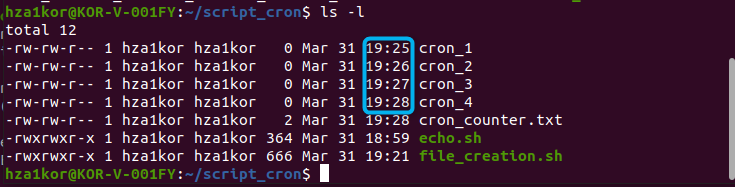 hza1kor@KOR-V-001FY:~/script_cron$ ls -l
total 12
-rw-rw-r-- 1 hza1kor hza1kor   0 Mar 31 19:25 cron_1
-rw-rw-r-- 1 hza1kor hza1kor   0 Mar 31 19:26 cron_2
-rw-rw-r-- 1 hza1kor hza1kor   0 Mar 31 19:27 cron_3
-rw-rw-r-- 1 hza1kor hza1kor   0 Mar 31 19:28 cron_4
-rw-rw-r-- 1 hza1kor hza1kor   2 Mar 31 19:28 cron_counter.txt
-rwxrwxr-x 1 hza1kor hza1kor 364 Mar 31 18:59 echo.sh
-rwxrwxr-x 1 hza1kor hza1kor 666 Mar 31 19:21 file_creation.sh
hza1kor@KOR-V-001FY:~/script_cron$